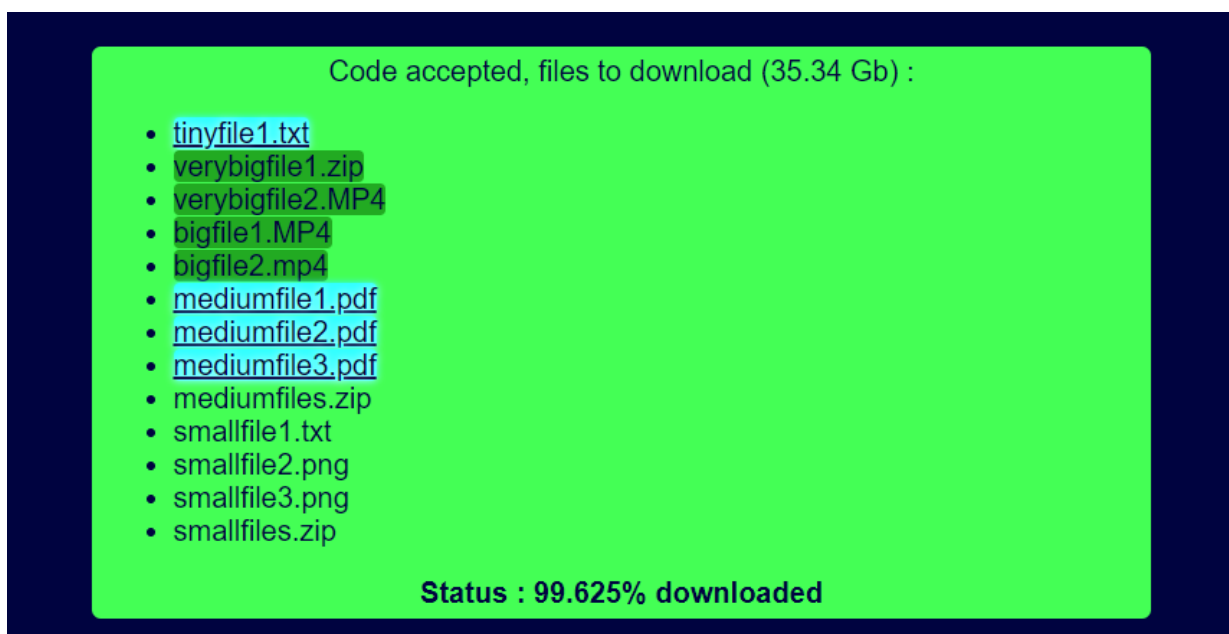 Code accepted, files to download (35.34 Gb) :
tinyfile1.txt
verybigfile1.zip
verybigfile2.MP4
bigfile1.MP4
bigfile2.mp4
mediumfile1.pdf
mediumfile2.pdf
mediumfile3.pdf
mediumfiles.zip
smallfile1.txt
smallfile2.png
smallfile3.png
smallfiles.zip
Status : 99.625% downloaded